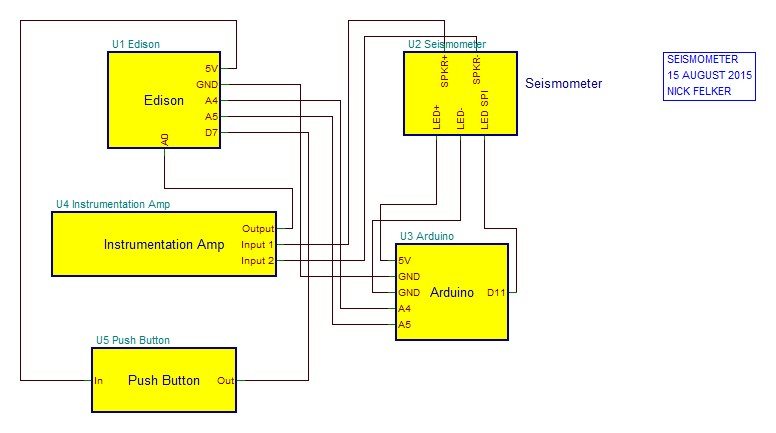 U1 Edison
5V
GND
A4
A5
D7
Edison
A0
U2 Seismometer
SPKR+
SPKR-
LED+
LED-
LED SPI
Seismometer
SEISMOMETER
15 AUGUST 2015
NICK FELKER
U4 Instrumentation Amp
Output
Input 1
Input 2
Instrumentation Amp
U3 Arduino
5V
GND
GND
A4
A5
Arduino
D11
U5 Push Button
In
Push Button
Out